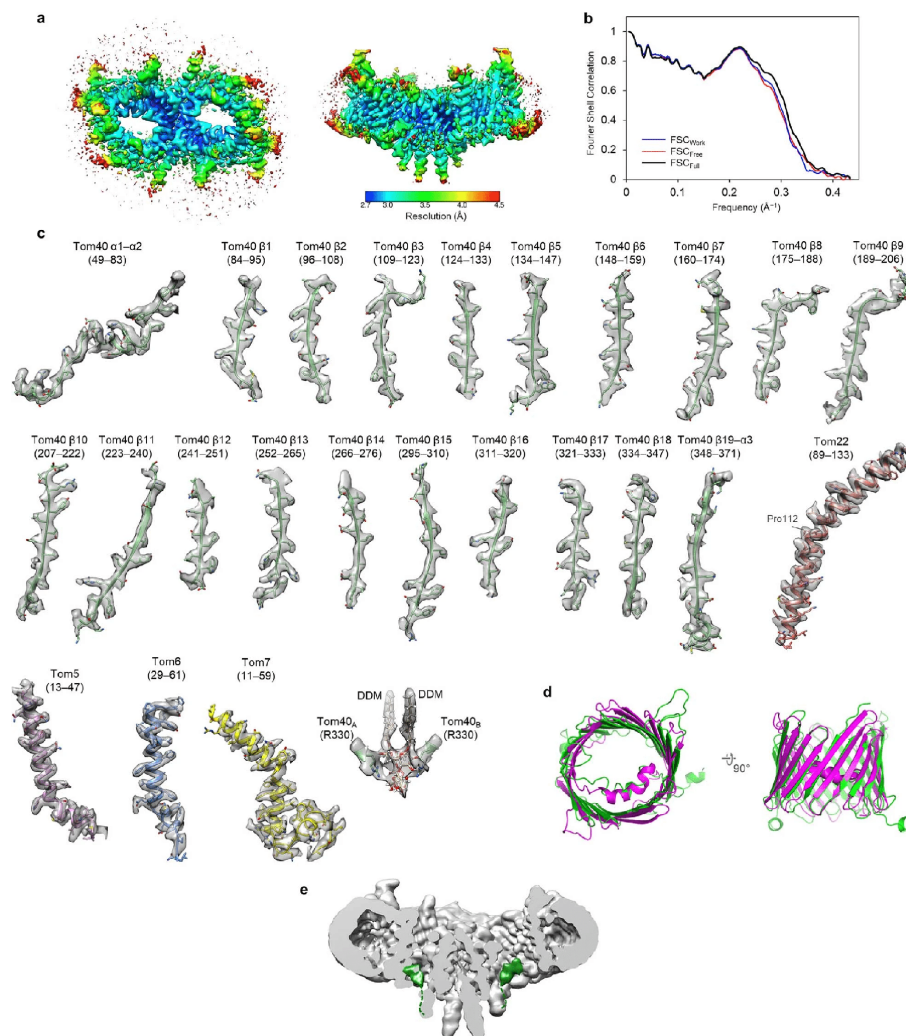 a
b
2.7 3.0 3.5 4.0 4.5
Resolution (Å)
Fourier Shell Correlation
1
0.8
0.6
0.4
0.2
0
0 0.1 0.2 0.3 0.4
Frequency (Å⁻¹)
FSCWork
FSCFree
FSCFull
c
Tom40 α1–α2
(49–83)
Tom40 β1
(84–95)
Tom40 β2
(96–108)
Tom40 β3
(109–123)
Tom40 β4
(124–133)
Tom40 β5
(134–147)
Tom40 β6
(148–159)
Tom40 β7
(160–174)
Tom40 β8
(175–188)
Tom40 β9
(189–206)
Tom40 β10
(207–222)
Tom40 β11
(223–240)
Tom40 β12
(241–251)
Tom40 β13
(252–265)
Tom40 β14
(266–276)
Tom40 β15
(295–310)
Tom40 β16
(311–320)
Tom40 β17
(321–333)
Tom40 β18
(334–347)
Tom40 β19–α3
(348–371)
Tom22
(89–133)
Pro112
Tom5
(13–47)
Tom6
(29–61)
Tom7
(11–59)
DDM DDM
Tom40A
(R330)
Tom40B
(R330)
d
90°
e